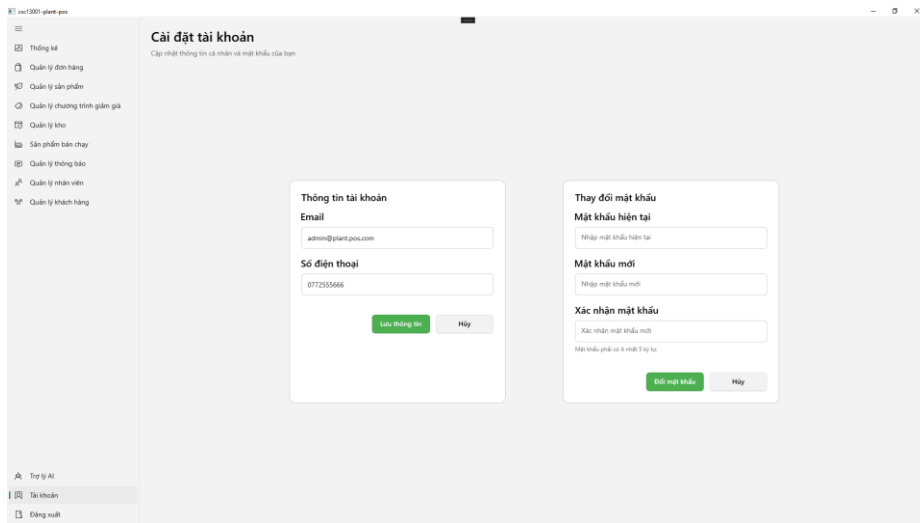 csc13001-plant-pos
Thống kê
Quản lý đơn hàng
Quản lý sản phẩm
Quản lý chương trình giảm giá
Quản lý kho
Sản phẩm bán chạy
Quản lý thông báo
Quản lý nhân viên
Quản lý khách hàng
Trợ lý AI
Tài khoản
Đăng xuất
Cài đặt tài khoản
Cập nhật thông tin cá nhân và mật khẩu của bạn
Thông tin tài khoản
Email
admin@plant.pos.com
Số điện thoại
0772555666
Lưu thông tin
Hủy
Thay đổi mật khẩu
Mật khẩu hiện tại
Nhập mật khẩu hiện tại
Mật khẩu mới
Nhập mật khẩu mới
Xác nhận mật khẩu
Xác nhận mật khẩu mới
Mật khẩu phải có ít nhất 5 ký tự.
Đổi mật khẩu
Hủy